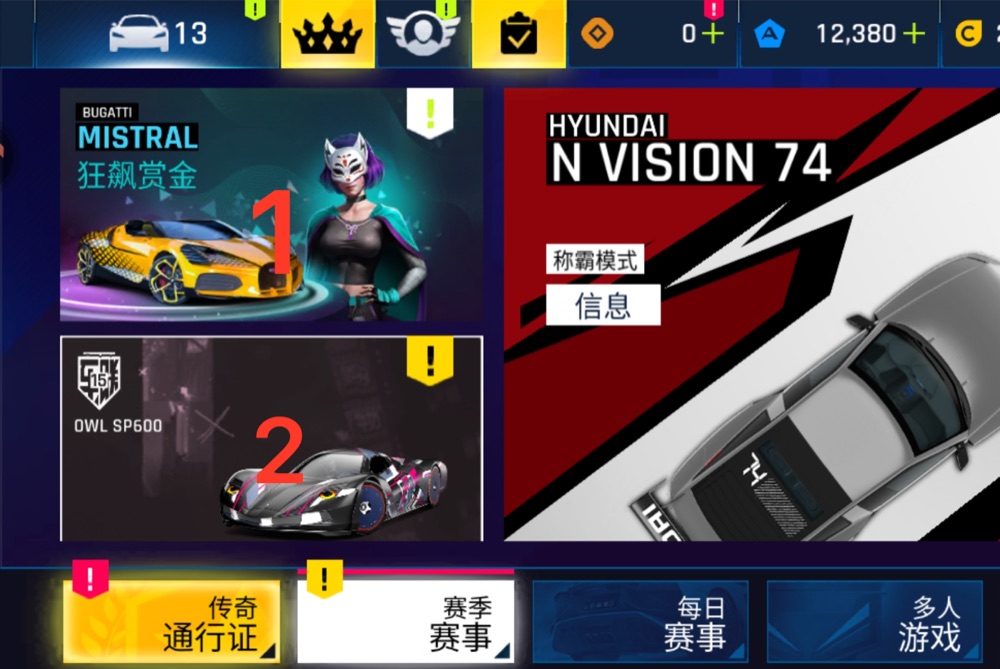 13
0+
12,380+
BUGATTI
MISTRAL
狂飙赏金
1
HYUNDAI
N VISION 74
称霸模式
信息
15
OWL SP600
2
74
传奇
通行证
赛季
赛事
每日
赛事
多人
游戏